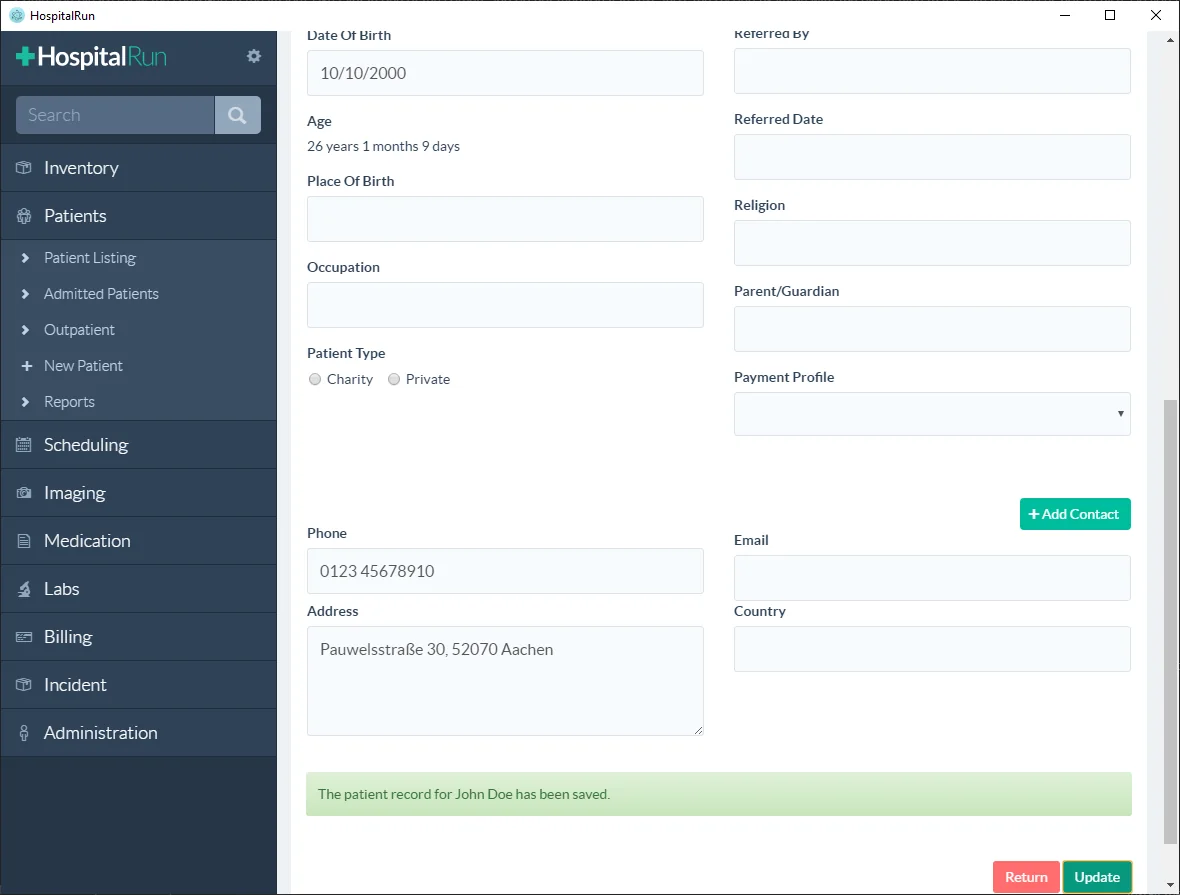 HospitalRun
HospitalRun
Search
Inventory
Patients
Patient Listing
Admitted Patients
Outpatient
New Patient
Reports
Scheduling
Imaging
Medication
Labs
Billing
Incident
Administration
Date Of Birth
10/10/2000
Age
26 years 1 months 9 days
Place Of Birth
Occupation
Patient Type
Charity Private
Referred By
Referred Date
Religion
Parent/Guardian
Payment Profile
+ Add Contact
Phone
0123 45678910
Email
Address
Pauwelsstraße 30, 52070 Aachen
Country
The patient record for John Doe has been saved.
Return Update